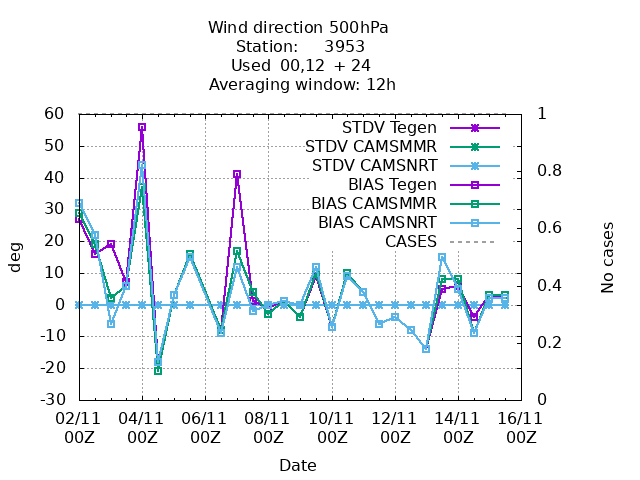 Wind direction 500hPa
Station: 3953
Used 00,12 + 24
Averaging window: 12h
60
50
40
30
20
10
0
-10
-20
-30
deg
1
0.8
0.6
0.4
0.2
0
No cases
STDV Tegen
STDV CAMSMMR
STDV CAMSNRT
BIAS Tegen
BIAS CAMSMMR
BIAS CAMSNRT
CASES
02/11 04/11 06/11 08/11 10/11 12/11 14/11 16/11
00Z 00Z 00Z 00Z 00Z 00Z 00Z 00Z
Date